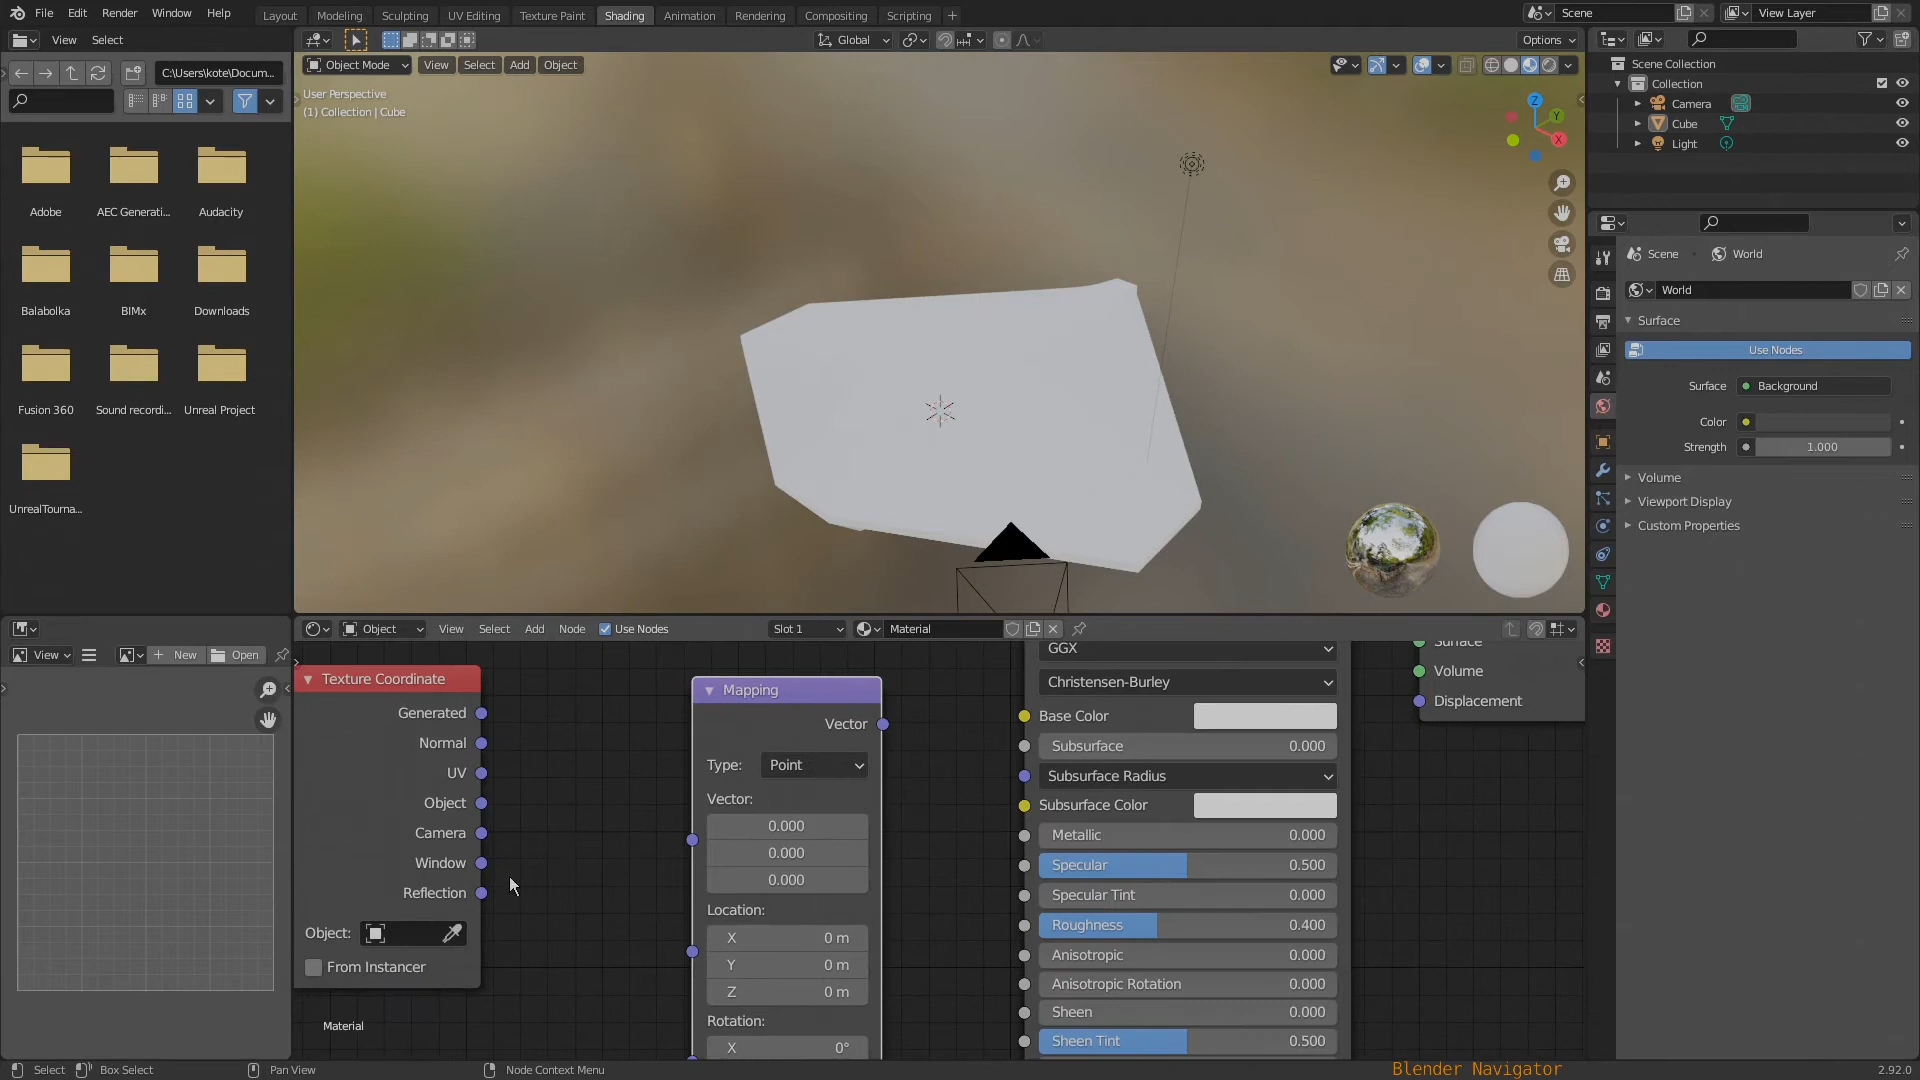 File Edit Render Window Help
Layout Modeling Sculpting UV Editing Texture Paint Shading Animation Rendering Compositing Scripting +
Scene View Layer
View Select
Global Options
C:\Users\kote\Docum...
Object Mode View Select Add Object
User Perspective
(1) Collection | Cube
Z
Y
X
Adobe AEC Generati... Audacity
Balabolka BIMx Downloads
Fusion 360 Sound recordi... Unreal Project
UnrealTourna...
Scene Collection
Collection
Camera
Cube
Light
Scene World
World
Surface
Use Nodes
Surface Background
Color
Strength 1.000
Volume
Viewport Display
Custom Properties
View New Open
Object View Select Add Node Use Nodes Slot 1 Material
Texture Coordinate
Generated
Normal
UV
Object
Camera
Window
Reflection
Object:
From Instancer
Material
Mapping
Vector
Type: Point
Vector:
0.000
0.000
0.000
Location:
X 0 m
Y 0 m
Z 0 m
Rotation:
X 0°
GGX
Christensen-Burley
Base Color
Subsurface 0.000
Subsurface Radius
Subsurface Color
Metallic 0.000
Specular 0.500
Specular Tint 0.000
Roughness 0.400
Anisotropic 0.000
Anisotropic Rotation 0.000
Sheen 0.000
Sheen Tint 0.500
Surface
Volume
Displacement
Select Box Select Pan View Node Context Menu
Blender Navigator
2.92.0